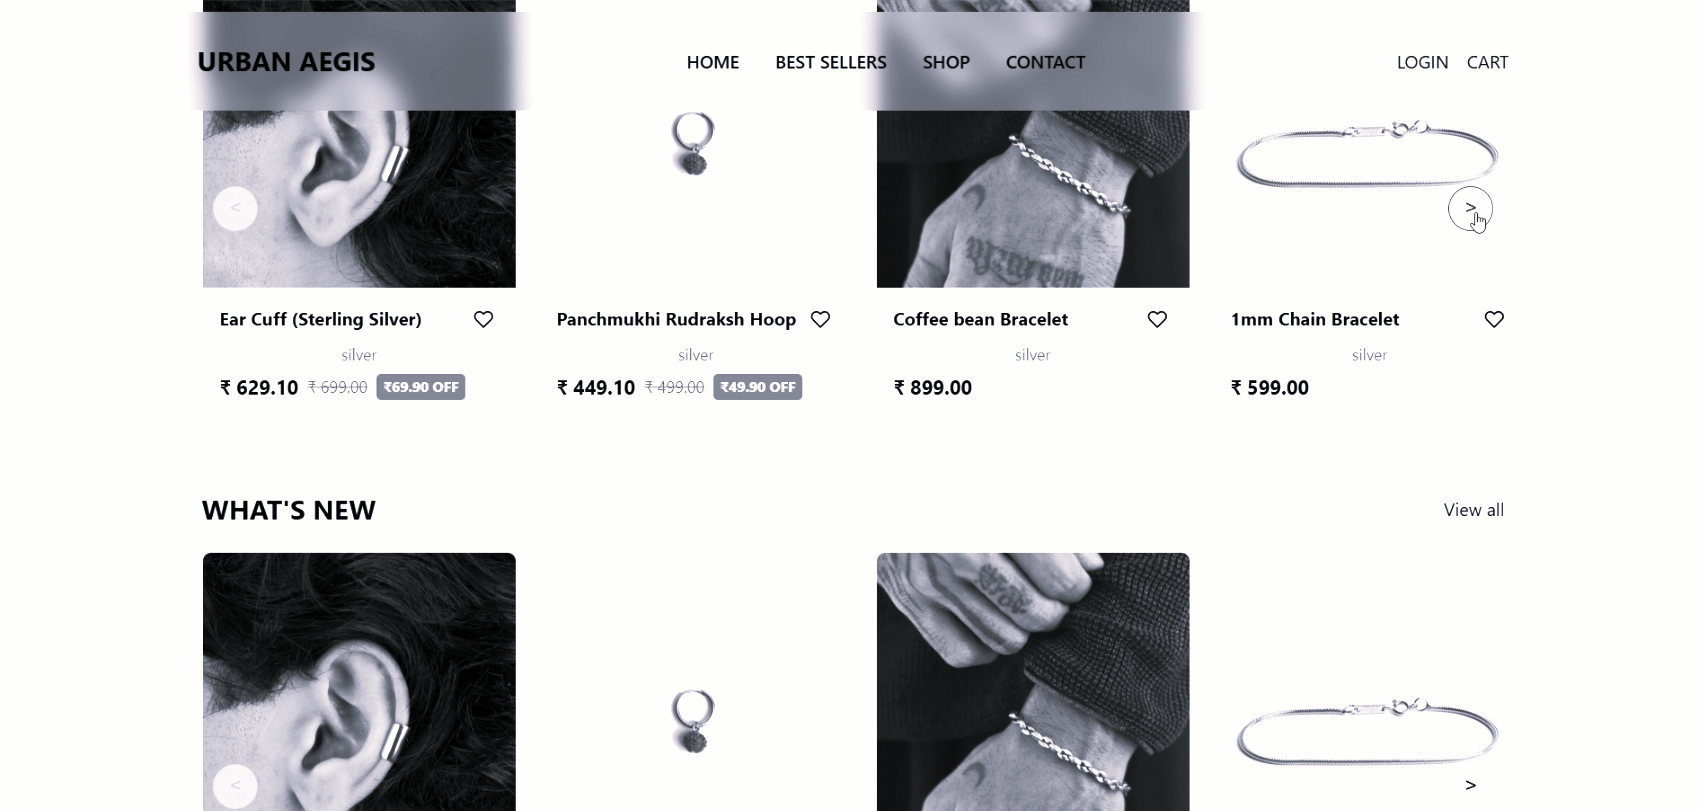 URBAN AEGIS HOME BEST SELLERS SHOP CONTACT LOGIN CART
< >
Ear Cuff (Sterling Silver)
silver
₹ 629.10 ₹ 699.00 ₹69.90 OFF
Panchmukhi Rudraksh Hoop
silver
₹ 449.10 ₹ 499.00 ₹49.90 OFF
Coffee bean Bracelet
silver
₹ 899.00
1mm Chain Bracelet
silver
₹ 599.00
WHAT'S NEW View all
< >